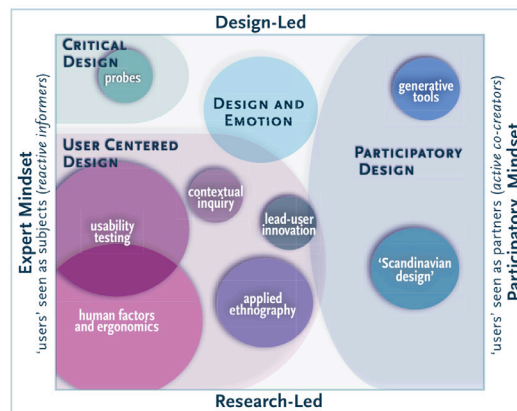 Design-Led
CRITICAL
DESIGN
probes
DESIGN AND
EMOTION
generative
tools
USER CENTERED
DESIGN
PARTICIPATORY
DESIGN
contextual
inquiry
usability
testing
lead-user
innovation
'Scandinavian
design'
applied
ethnography
human factors
and ergonomics
Research-Led
Expert Mindset
'users' seen as subjects (reactive informers)
'users' seen as partners (active co-creators)
Participatory Mindset